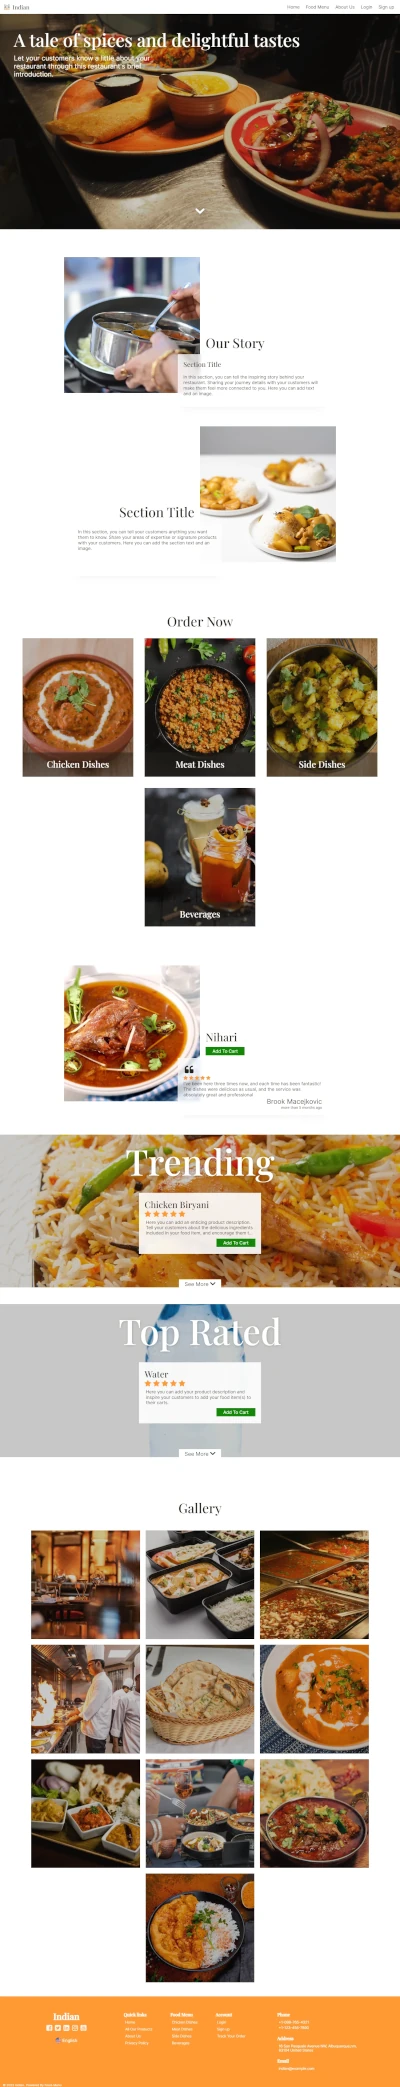 Indian
Home Food Menu About Us Login Sign up
A tale of spices and delightful tastes
Let your customers know a little about your
restaurant through this restaurant's brief
introduction.
Our Story
Section Title
In this section, you can tell the inspiring story behind your
restaurant. Sharing your journey details with your customers will
make them feel more connected to you. Here you can add text
and an image.
Section Title
In this section, you can tell your customers anything you want
them to know. Share your areas of expertise or signature products
with your customers. Here you can add the section text and an
image.
Order Now
Chicken Dishes
Meat Dishes
Side Dishes
Beverages
Nihari
Add To Cart
I've been here three times now, and each time has been fantastic!
The dishes were delicious as usual, and the service was
absolutely great and professional
Brook Macejkovic
more than 6 months ago
Trending
Chicken Biryani
Here you can add an enticing product description.
Tell your customers about the delicious ingredients
included in your food item, and encourage them t...
Add To Cart
See More
Top Rated
Water
Here you can add your product description and
inspire your customers to add your food item(s) to
their carts.
Add To Cart
See More
Gallery
Indian
English
Quick links
Home
About Us
Privacy Policy
Food Menu
Chicken Dishes
Meat Dishes
Side Dishes
Beverages
Account
Login
Sign up
Track Your Order
Phone
Address
Email